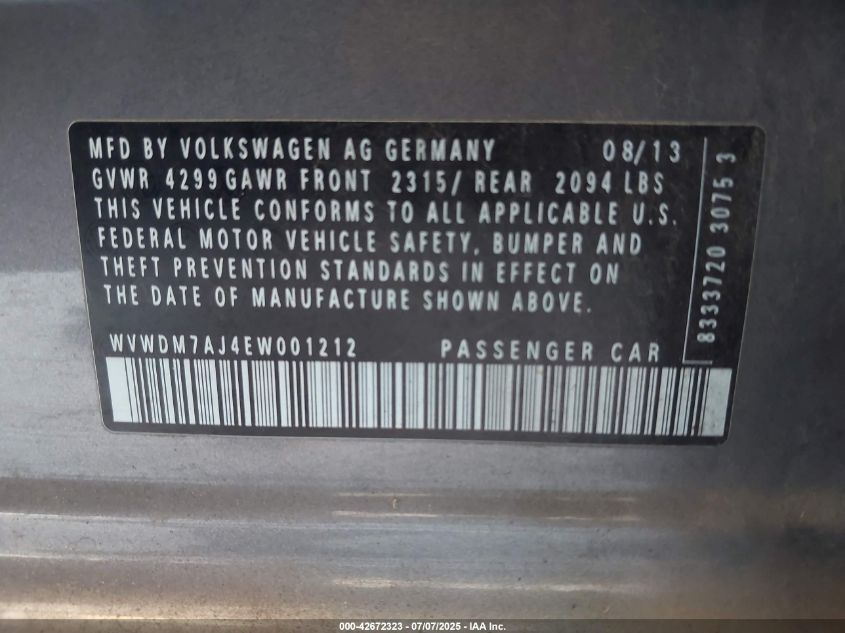 MFD BY VOLKSWAGEN AG GERMANY 08/13
GVWR 4299 GAWR FRONT 2315/ REAR 2094 LBS
THIS VEHICLE CONFORMS TO ALL APPLICABLE U.S.
FEDERAL MOTOR VEHICLE SAFETY, BUMPER AND
THEFT PREVENTION STANDARDS IN EFFECT ON
THE DATE OF MANUFACTURE SHOWN ABOVE.
WVWDM7AJ4EW001212 PASSENGER CAR
8333720 3075 3
000-42672323 - 07/07/2025 - IAA Inc.